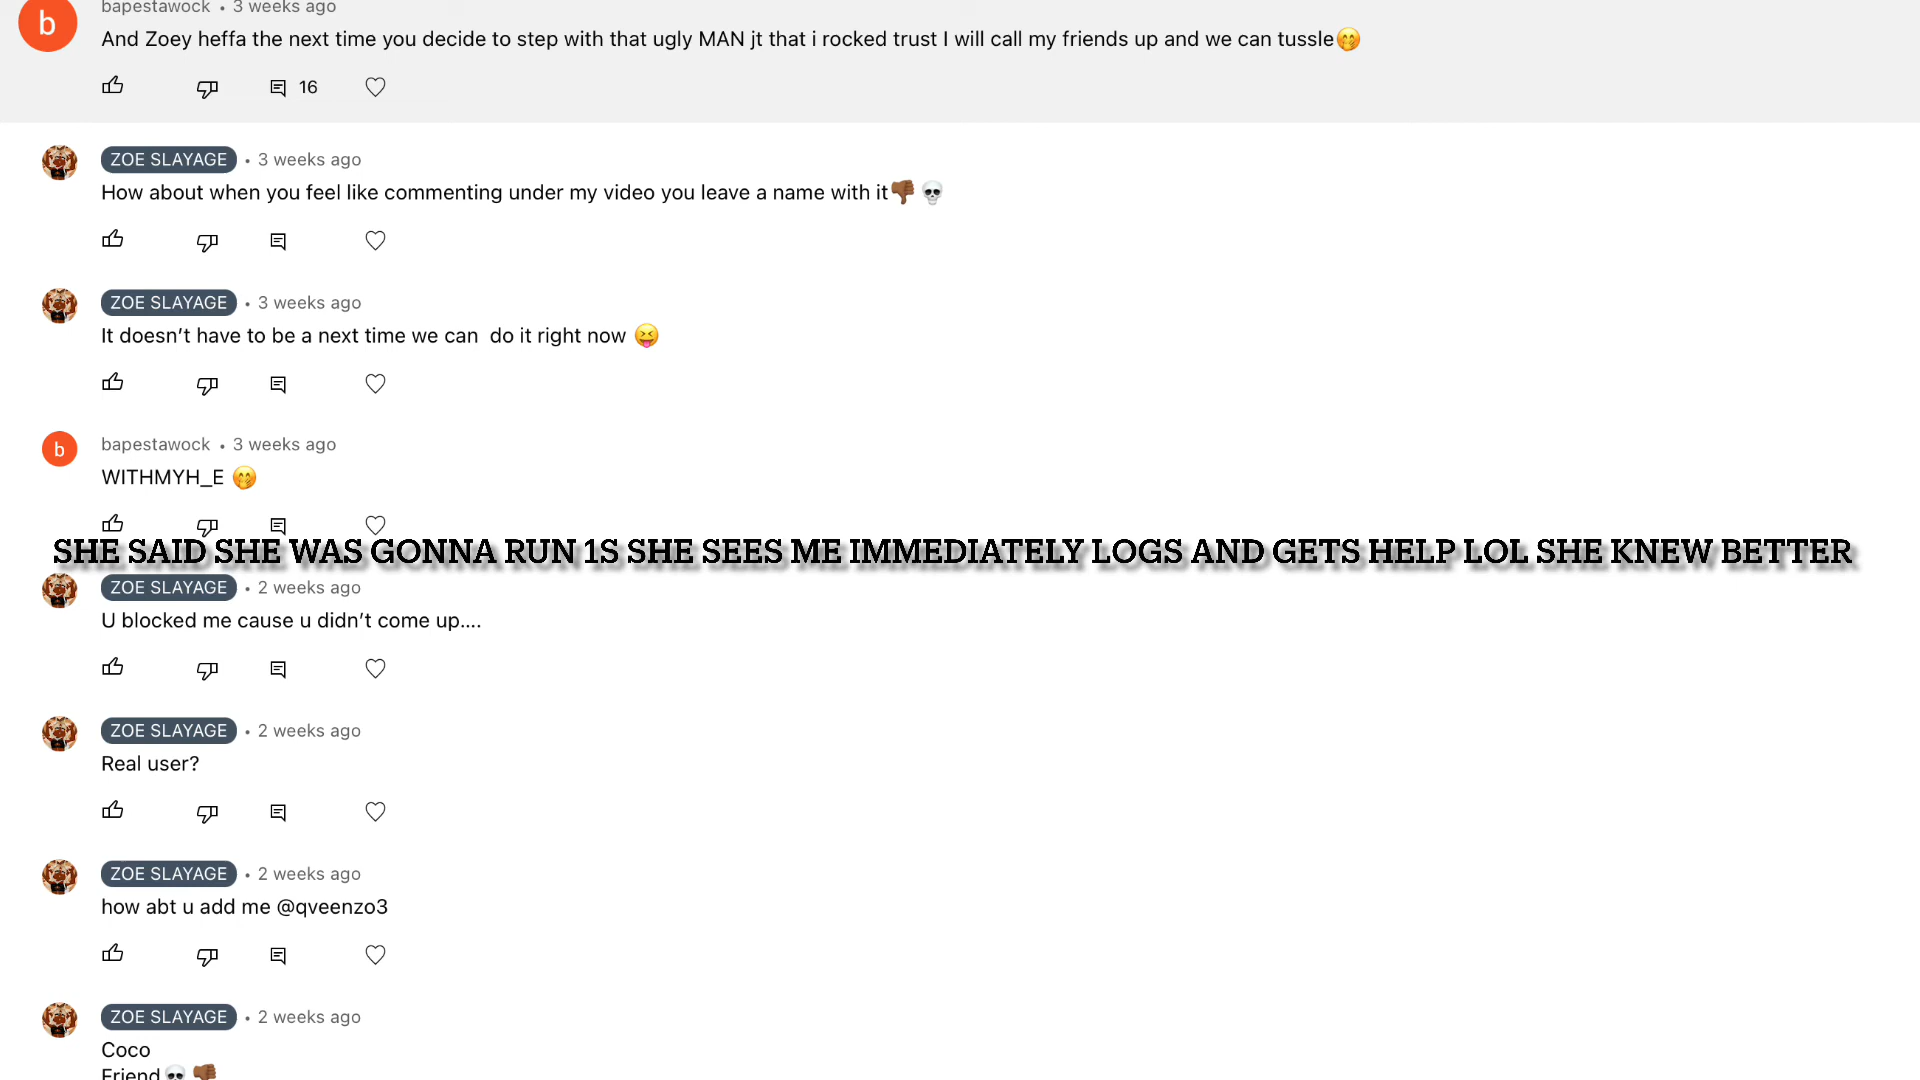 bapestawock • 3 weeks ago
b
And Zoey heffa the next time you decide to step with that ugly MAN jt that i rocked trust I will call my friends up and we can tussle🤭
16
ZOE SLAYAGE • 3 weeks ago
How about when you feel like commenting under my video you leave a name with it👎🏾 💀
ZOE SLAYAGE • 3 weeks ago
It doesn’t have to be a next time we can  do it right now 😝
b
bapestawock • 3 weeks ago
WITHMYH_E 🤭
SHE SAID SHE WAS GONNA RUN 1S SHE SEES ME IMMEDIATELY LOGS AND GETS HELP LOL SHE KNEW BETTER
ZOE SLAYAGE • 2 weeks ago
U blocked me cause u didn’t come up....
ZOE SLAYAGE • 2 weeks ago
Real user?
ZOE SLAYAGE • 2 weeks ago
how abt u add me @qveenzo3
ZOE SLAYAGE • 2 weeks ago
Coco
Friend💀 👎🏾